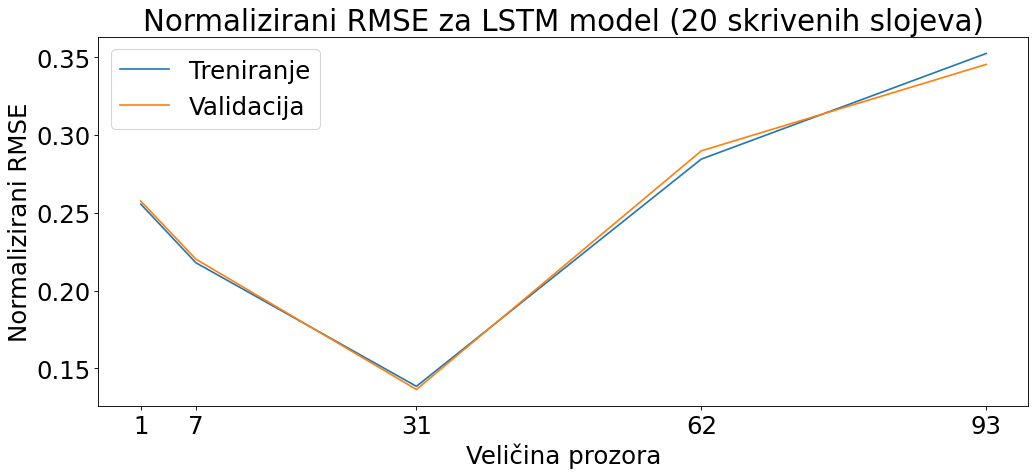 Normalizirani RMSE za LSTM model (20 skrivenih slojeva)
Treniranje
Validacija
Normalizirani RMSE
0.35
0.30
0.25
0.20
0.15
1 7 31 62 93
Veličina prozora